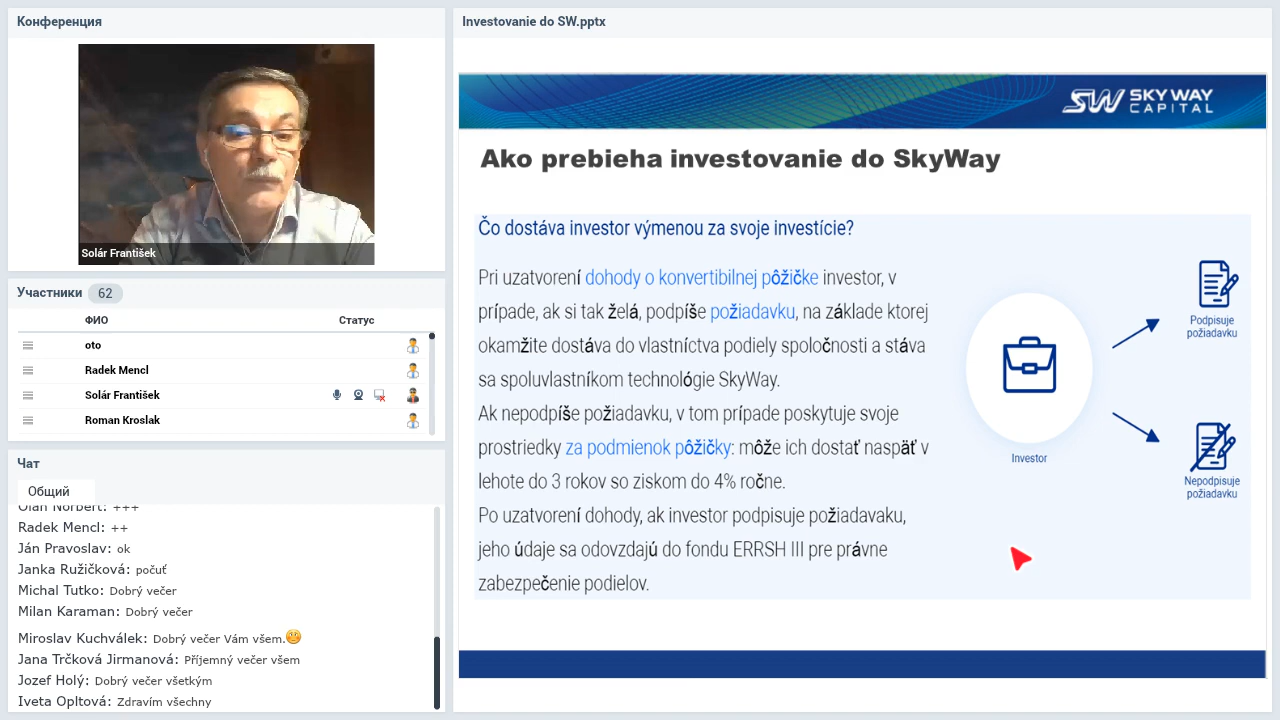 Конференция
Solár František
Участники 62
ФИО Статус
oto
Radek Mencl
Solár František
Roman Kroslak
Чат
Общий
Olah Norbert: +++
Radek Mencl: ++
Ján Pravoslav: ok
Janka Ružičková: počuť
Michal Tutko: Dobrý večer
Milan Karaman: Dobrý večer
Miroslav Kuchválek: Dobrý večer Vám všem.
Jana Trčková Jirmanová: Příjemný večer všem
Jozef Holý: Dobrý večer všetkým
Iveta Opltová: Zdravím všechny
Investovanie do SW.pptx
SW SKY WAY
CAPITAL
Ako prebieha investovanie do SkyWay
Čo dostáva investor výmenou za svoje investície?
Pri uzatvorení dohody o konvertibilnej pôžičke investor, v
prípade, ak si tak želá, podpíše požiadavku, na základe ktorej
okamžite dostáva do vlastníctva podiely spoločnosti a stáva
sa spoluvlastníkom technológie SkyWay.
Ak nepodpíše požiadavku, v tom prípade poskytuje svoje
prostriedky za podmienok pôžičky: môže ich dostať naspäť v
lehote do 3 rokov so ziskom do 4% ročne.
Po uzatvorení dohody, ak investor podpisuje požiadavaku,
jeho údaje sa odovzdajú do fondu ERRSH III pre právne
zabezpečenie podielov.
Investor
Podpisuje
požiadavku
Nepodpisuje
požiadavku